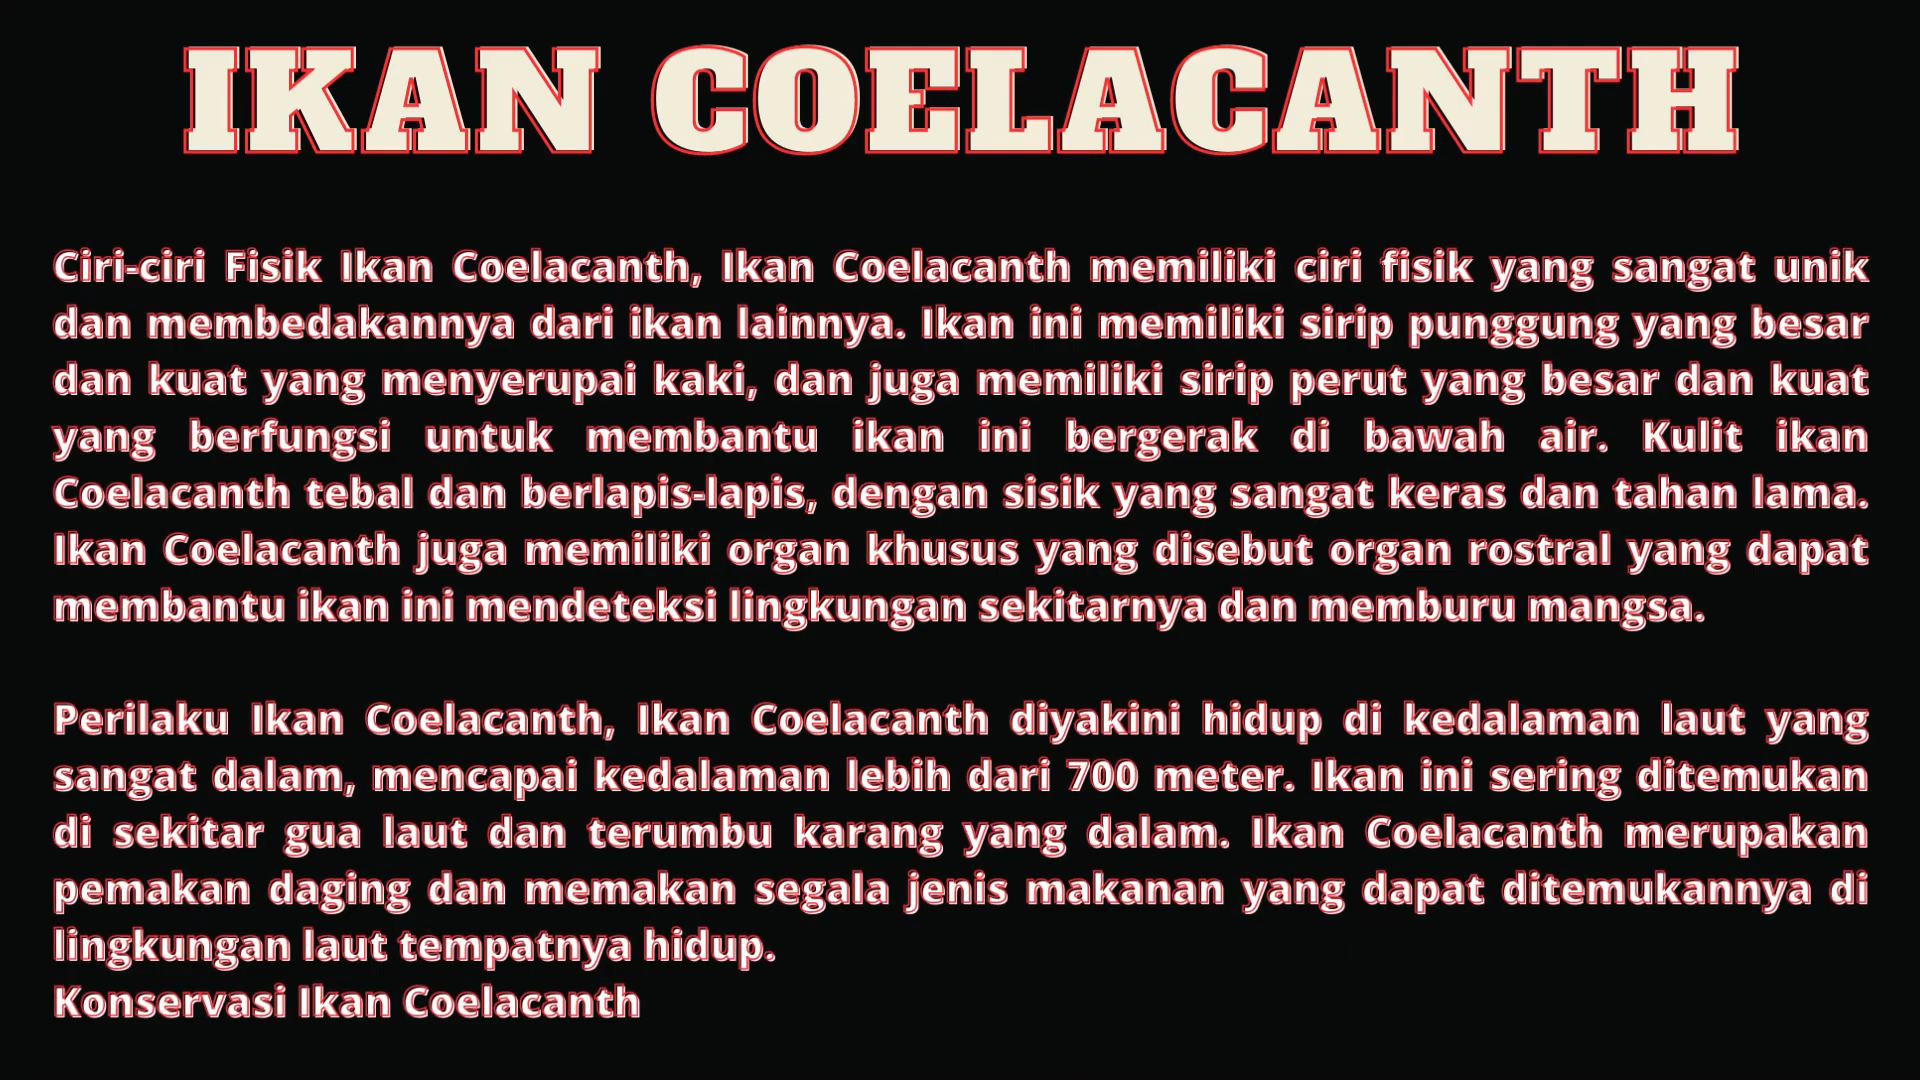 IKAN COELACANTH
Ciri-ciri Fisik Ikan Coelacanth, Ikan Coelacanth memiliki ciri fisik yang sangat unik
dan membedakannya dari ikan lainnya. Ikan ini memiliki sirip punggung yang besar
dan kuat yang menyerupai kaki, dan juga memiliki sirip perut yang besar dan kuat
yang berfungsi untuk membantu ikan ini bergerak di bawah air. Kulit ikan
Coelacanth tebal dan berlapis-lapis, dengan sisik yang sangat keras dan tahan lama.
Ikan Coelacanth juga memiliki organ khusus yang disebut organ rostral yang dapat
membantu ikan ini mendeteksi lingkungan sekitarnya dan memburu mangsa.
Perilaku Ikan Coelacanth, Ikan Coelacanth diyakini hidup di kedalaman laut yang
sangat dalam, mencapai kedalaman lebih dari 700 meter. Ikan ini sering ditemukan
di sekitar gua laut dan terumbu karang yang dalam. Ikan Coelacanth merupakan
pemakan daging dan memakan segala jenis makanan yang dapat ditemukannya di
lingkungan laut tempatnya hidup.
Konservasi Ikan Coelacanth